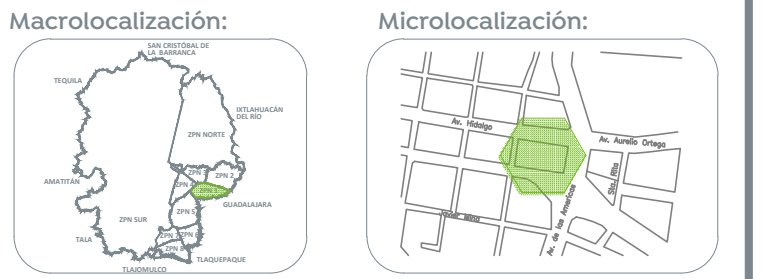 Macrolocalización:
Microlocalización:
SAN CRISTÓBAL DE
LA BARRANCA
TEQUILA
IXTLAHUACÁN
DEL RÍO
ZPN NORTE
ZPN 3
ZPN 2
ZPN 4
AMATITÁN
GUADALAJARA
ZPN 5
ZPN SUR
TALA
ZPN 7
ZPN 6
ZPN 8
TLAQUEPAQUE
TLAJOMULCO
Av. Hidalgo
Av. Aurelio Ortega
Sta. Rita
Javier Mina
Av. de las Americas